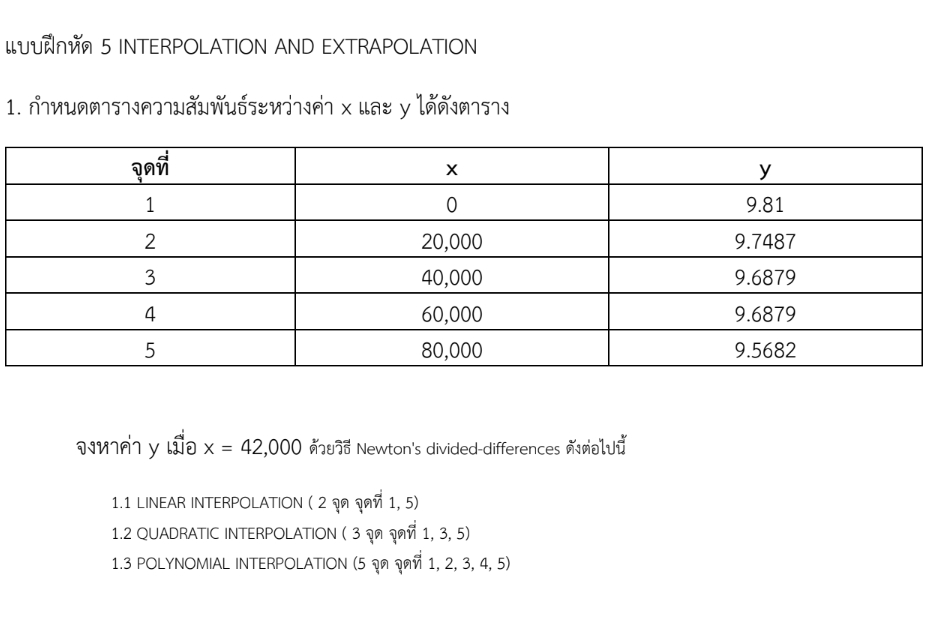 แบบฝึกหัด 5 INTERPOLATION AND EXTRAPOLATION
1. กำหนดตารางความสัมพันธ์ระหว่างค่า x และ y ได้ดังตาราง
จุดที่ x y
1 0 9.81
2 20,000 9.7487
3 40,000 9.6879
4 60,000 9.6879
5 80,000 9.5682
จงหาค่า y เมื่อ x = 42,000 ด้วยวิธี Newton's divided-differences ดังต่อไปนี้
1.1 LINEAR INTERPOLATION ( 2 จุด จุดที่ 1, 5)
1.2 QUADRATIC INTERPOLATION ( 3 จุด จุดที่ 1, 3, 5)
1.3 POLYNOMIAL INTERPOLATION (5 จุด จุดที่ 1, 2, 3, 4, 5)